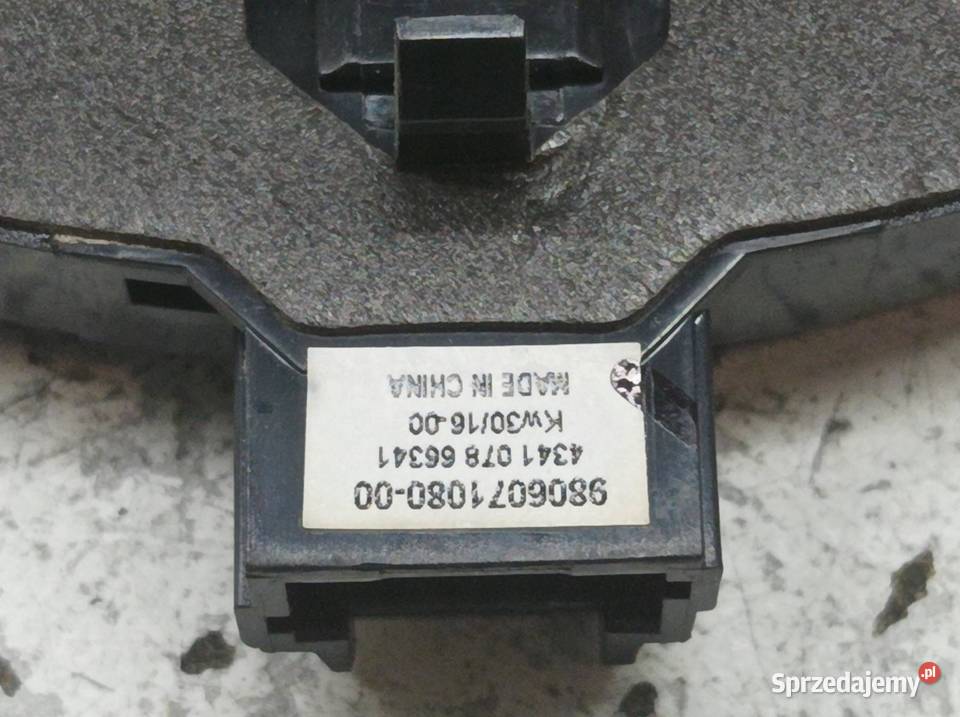 9806071080-00
4341 078 66341
Kw30/16-00
MADE IN CHINA
Sprzedajemy.pl